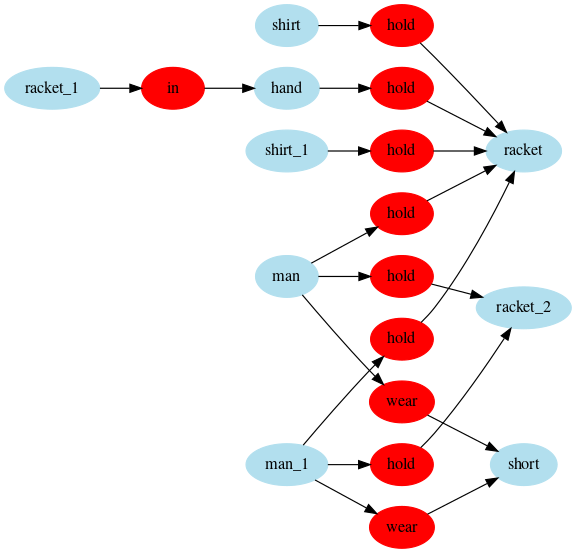 shirt
hold
racket_1
in
hand
hold
shirt_1
hold
racket
hold
man
hold
racket_2
hold
wear
man_1
hold
short
wear